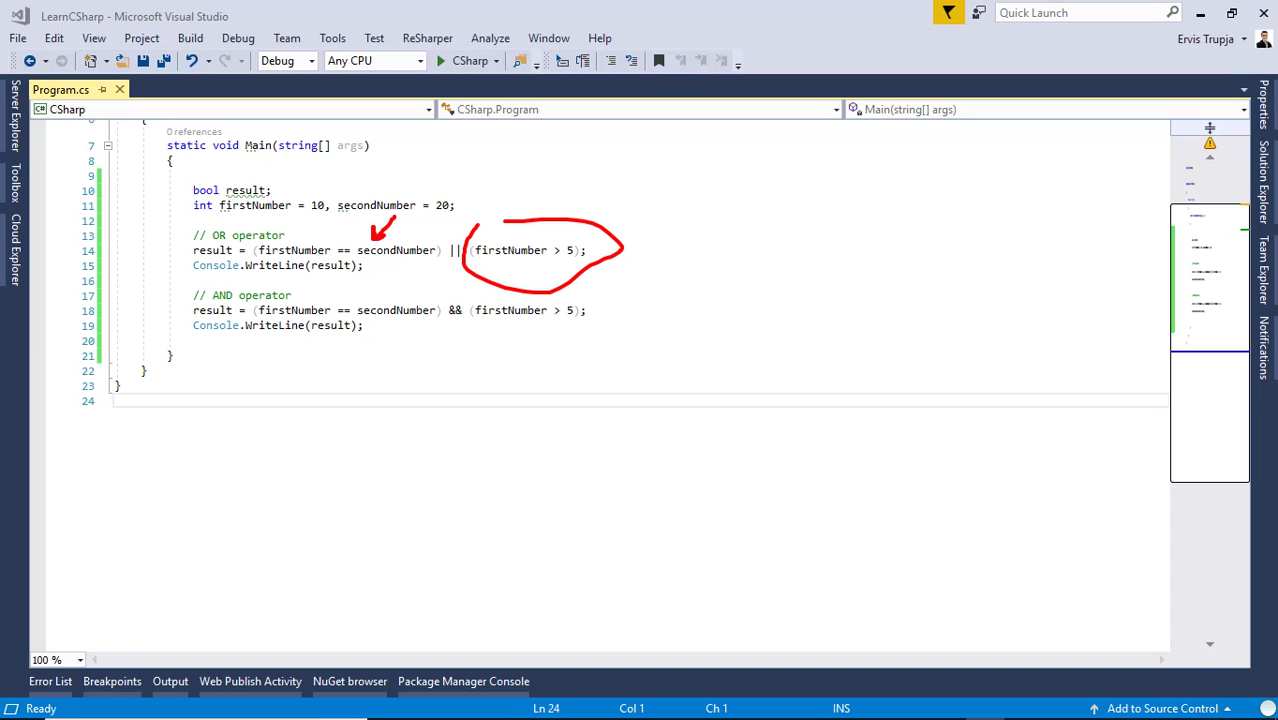 LearnCSharp - Microsoft Visual Studio
Quick Launch
File Edit View Project Build Debug Team Tools Test ReSharper Analyze Window Help
Ervis Trupja
Debug Any CPU CSharp
Program.cs
CSharp CSharp.Program Main(string[] args)
Server Explorer
Toolbox
Cloud Explorer
0 references
7 static void Main(string[] args)
8 {
9
10 bool result;
11 int firstNumber = 10, secondNumber = 20;
12
13 // OR operator
14 result = (firstNumber == secondNumber) || (firstNumber > 5);
15 Console.WriteLine(result);
16
17 // AND operator
18 result = (firstNumber == secondNumber) && (firstNumber > 5);
19 Console.WriteLine(result);
20
21 }
22 }
23 }
24
Properties
Solution Explorer
Team Explorer
Notifications
100 %
Error List Breakpoints Output Web Publish Activity NuGet browser Package Manager Console
Ready Ln 24 Col 1 Ch 1 INS Add to Source Control